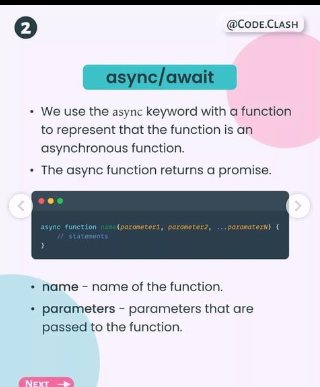 2
@CODE.CLASH
async/await
• We use the async keyword with a function
to represent that the function is an
asynchronous function.
• The async function returns a promise.
async function name(parameter1, parameter2, ...paramaterN) {
// statements
}
• name - name of the function.
• parameters - parameters that are
passed to the function.
NEXT